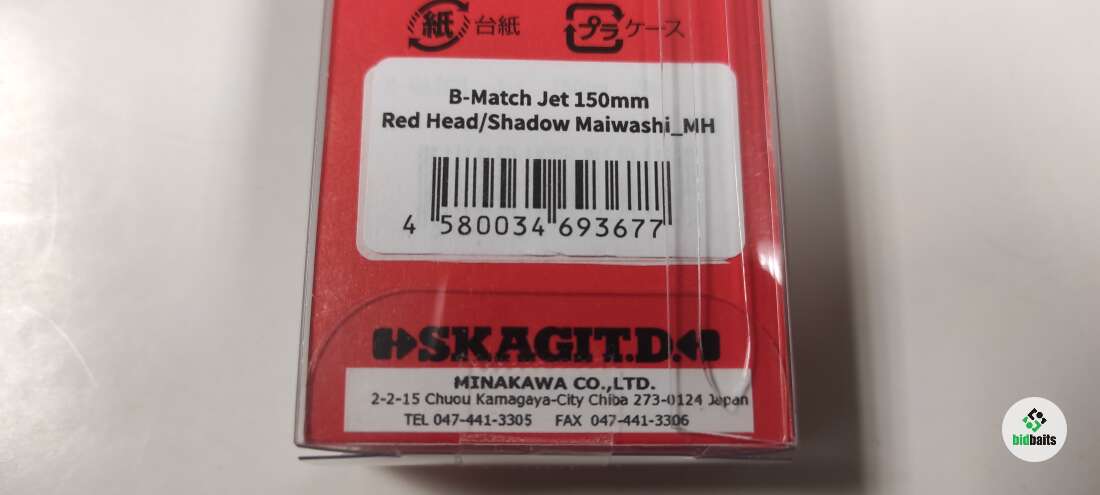 紙 台紙 プラ ケース
B-Match Jet 150mm
Red Head/Shadow Maiwashi_MH
4 580034 693677
SKAGIT.D.
MINAKAWA CO.,LTD.
2-2-15 Chuou Kamagaya-City Chiba 273-0124 Japan
TEL 047-441-3305 FAX 047-441-3306
bidbaits